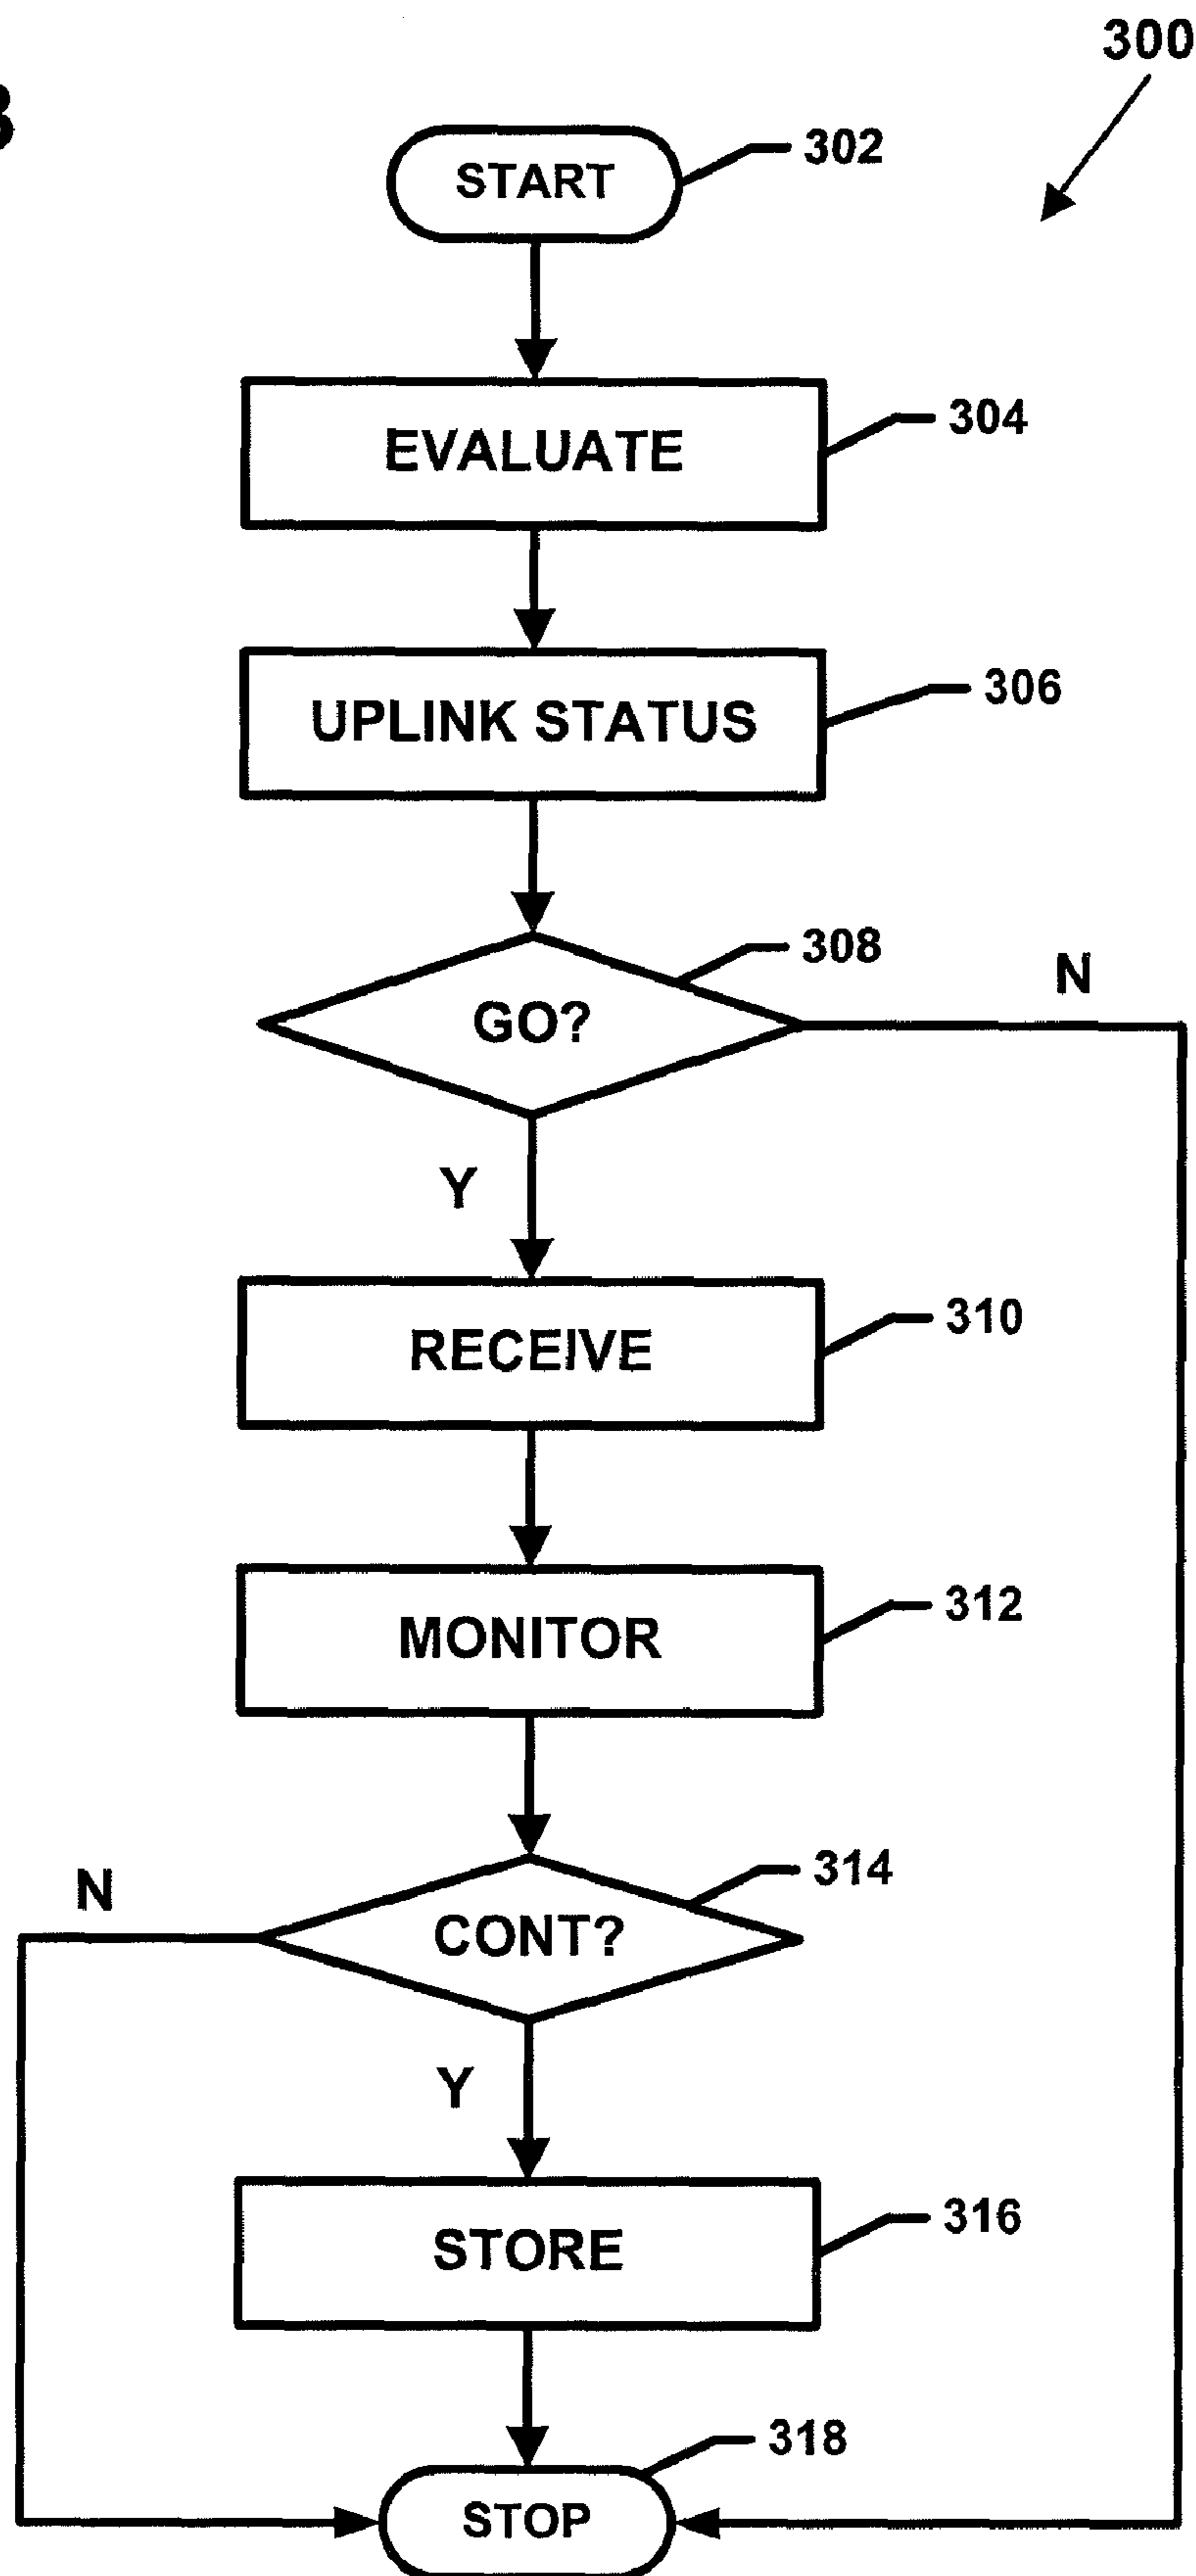 300
START
302
EVALUATE
304
UPLINK STATUS
306
GO?
308
N
Y
RECEIVE
310
MONITOR
312
N
CONT?
314
Y
STORE
316
STOP
318